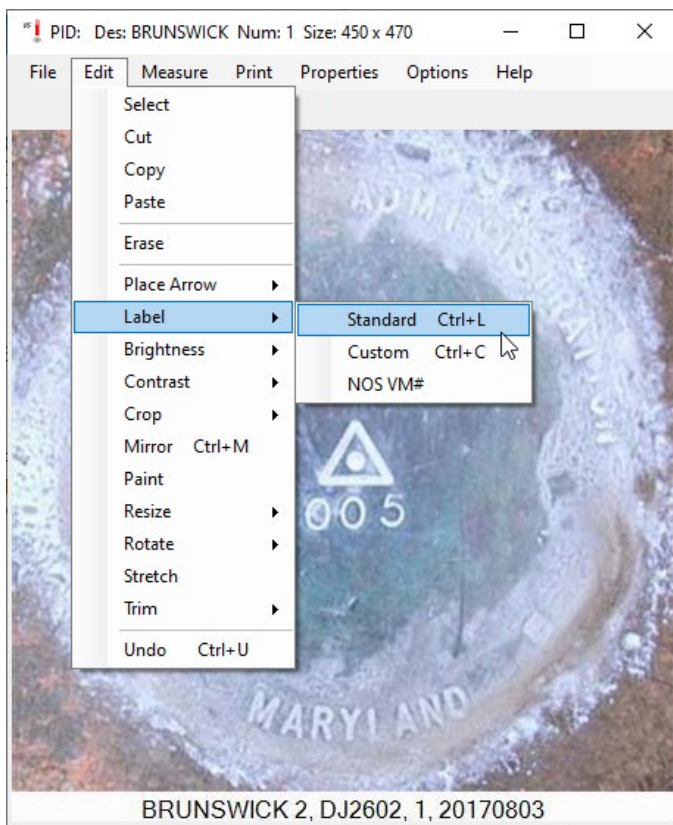 PID: Des: BRUNSWICK Num: 1 Size: 450 x 470
File Edit Measure Print Properties Options Help
Select
Cut
Copy
Paste
Erase
Place Arrow
Label
Standard Ctrl+L
Brightness
Custom Ctrl+C
Contrast
NOS VM#
Crop
Mirror Ctrl+M
Paint
Resize
Rotate
Stretch
Trim
Undo Ctrl+U
ADMINISTRATION
005
MARYLAND
BRUNSWICK 2, DJ2602, 1, 20170803